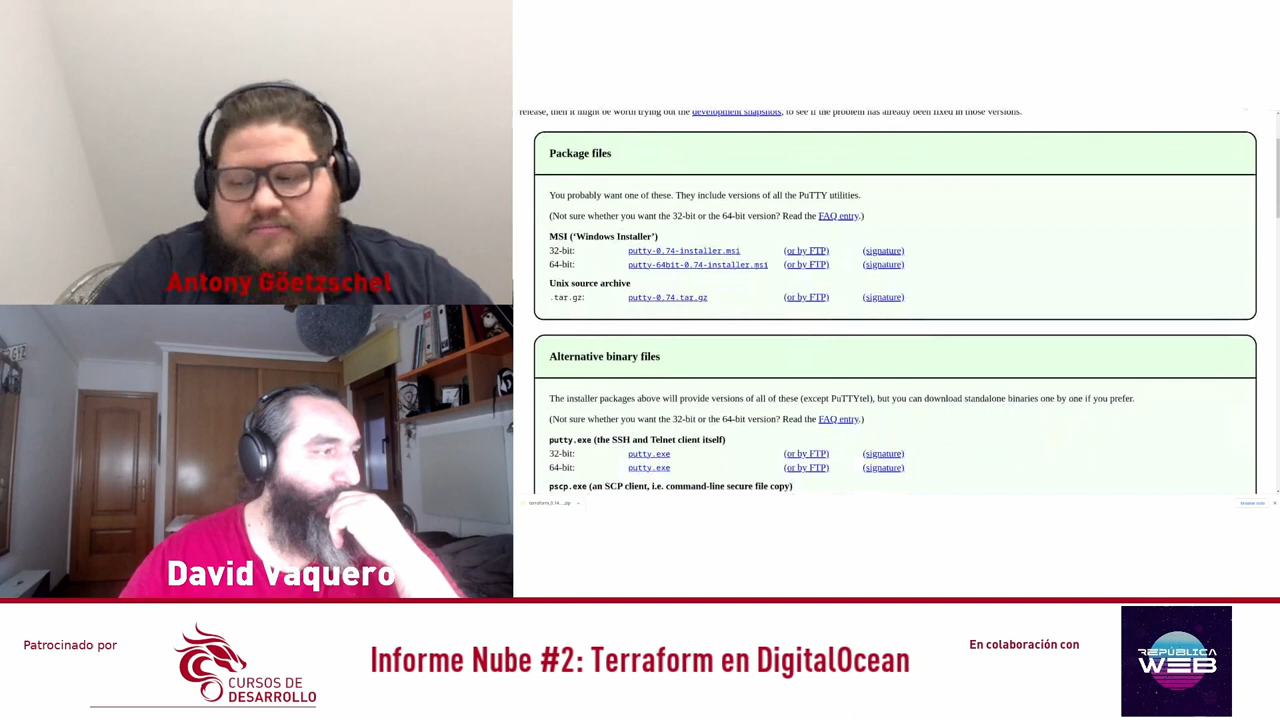 Antony Göetzschel
David Vaquero
release, then it might be worth trying out the development snapshots, to see if the problem has already been fixed in those versions.
Package files
You probably want one of these. They include versions of all the PuTTY utilities.
(Not sure whether you want the 32-bit or the 64-bit version? Read the FAQ entry.)
MSI (‘Windows Installer’)
32-bit: putty-0.74-installer.msi (or by FTP) (signature)
64-bit: putty-64bit-0.74-installer.msi (or by FTP) (signature)
Unix source archive
.tar.gz: putty-0.74.tar.gz (or by FTP) (signature)
Alternative binary files
The installer packages above will provide versions of all of these (except PuTTYtel), but you can download standalone binaries one by one if you prefer.
(Not sure whether you want the 32-bit or the 64-bit version? Read the FAQ entry.)
putty.exe (the SSH and Telnet client itself)
32-bit: putty.exe (or by FTP) (signature)
64-bit: putty.exe (or by FTP) (signature)
pscp.exe (an SCP client, i.e. command-line secure file copy)
Patrocinado por
CURSOS DE
DESARROLLO
Informe Nube #2: Terraform en DigitalOcean
En colaboración con
REPÚBLICA
WEB